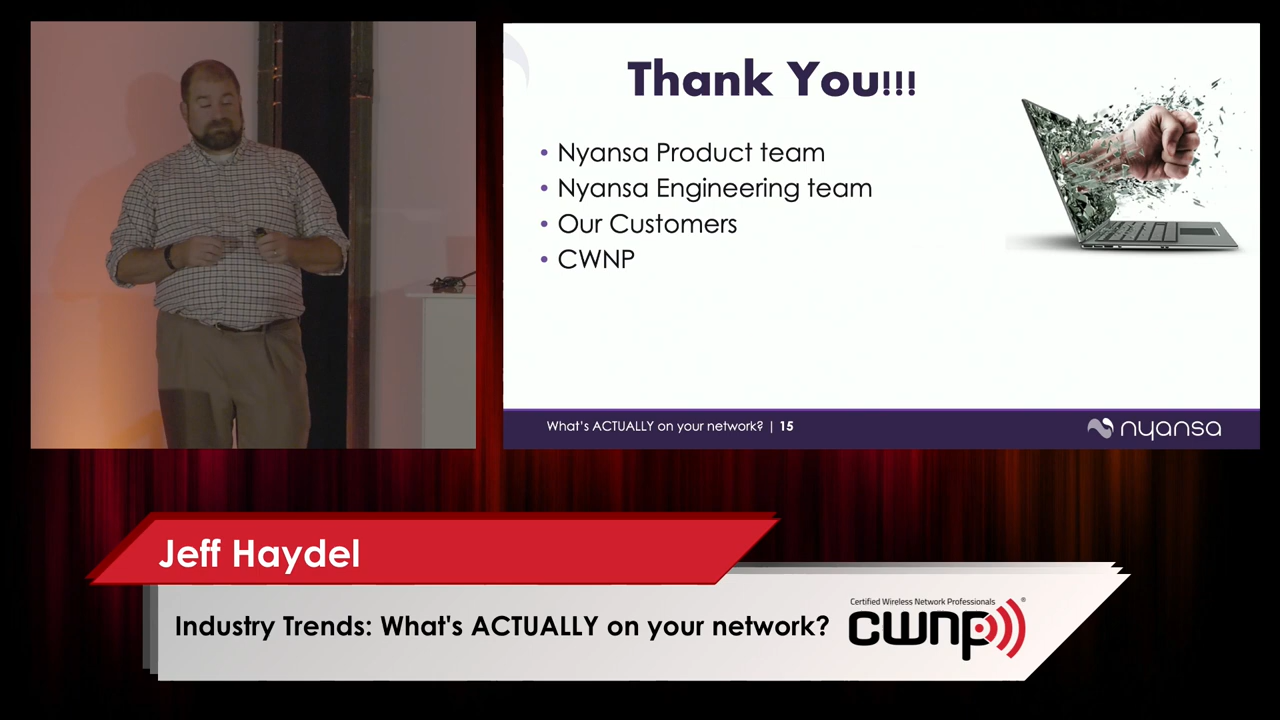 Thank You!!!
• Nyansa Product team
• Nyansa Engineering team
• Our Customers
• CWNP
What's ACTUALLY on your network? | 15
nyansa
Jeff Haydel
Industry Trends: What's ACTUALLY on your network?
Certified Wireless Network Professionals
cwnp